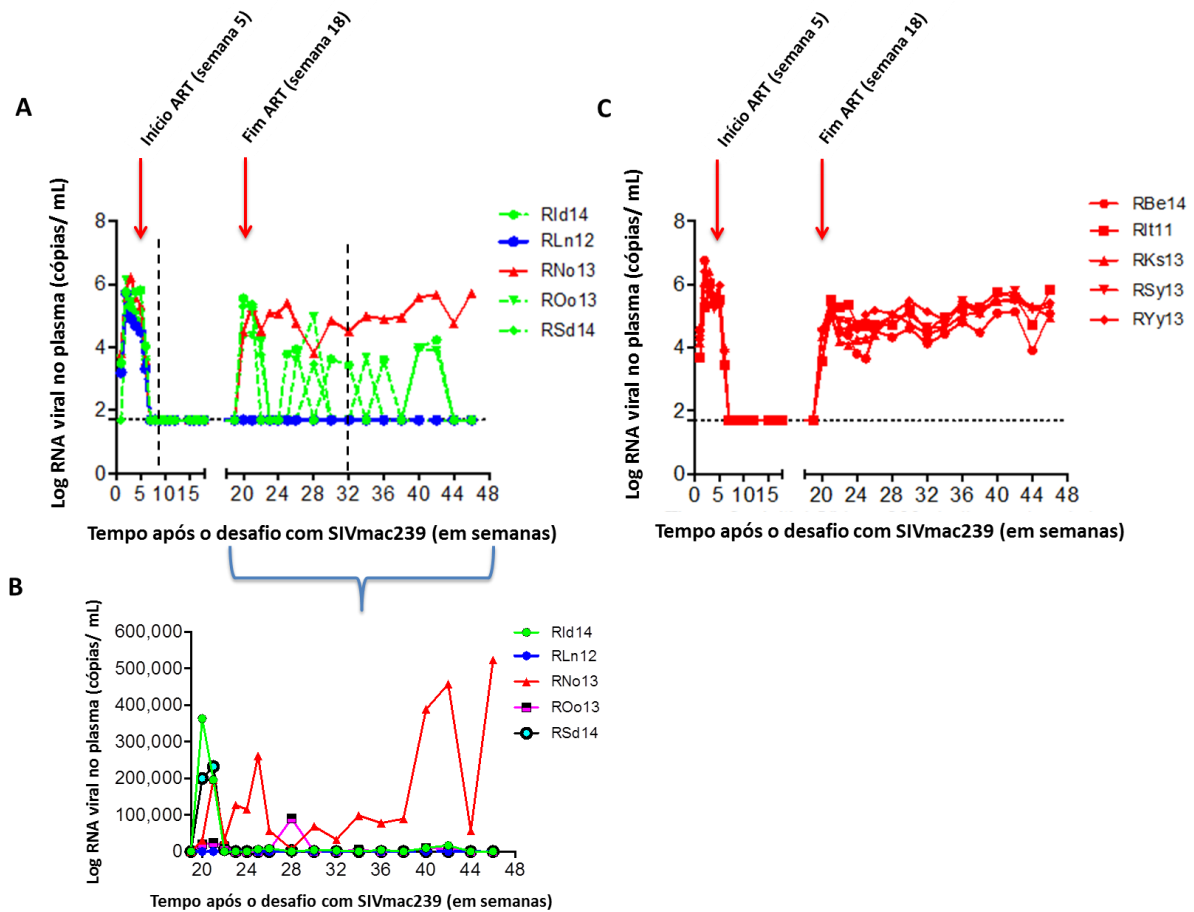 A
Início ART (semana 5)
Fim ART (semana 18)
Log RNA viral no plasma (cópias/ mL)
8
6
4
2
0
0 5 1015 20 24 28 32 36 40 44 48
RId14
RLn12
RNo13
ROo13
RSd14
Tempo após o desafio com SIVmac239 (em semanas)
C
Início ART (semana 5)
Fim ART (semana 18)
Log RNA viral no plasma (cópias/ mL)
8
6
4
2
0
0 5 1015 20 24 28 32 36 40 44 48
RBe14
RIt11
RKs13
RSy13
RYy13
Tempo após o desafio com SIVmac239 (em semanas)
B
Log RNA viral no plasma (cópias/ mL)
600,000
500,000
400,000
300,000
200,000
100,000
0
20 24 28 32 36 40 44 48
RId14
RLn12
RNo13
ROo13
RSd14
Tempo após o desafio com SIVmac239 (em semanas)